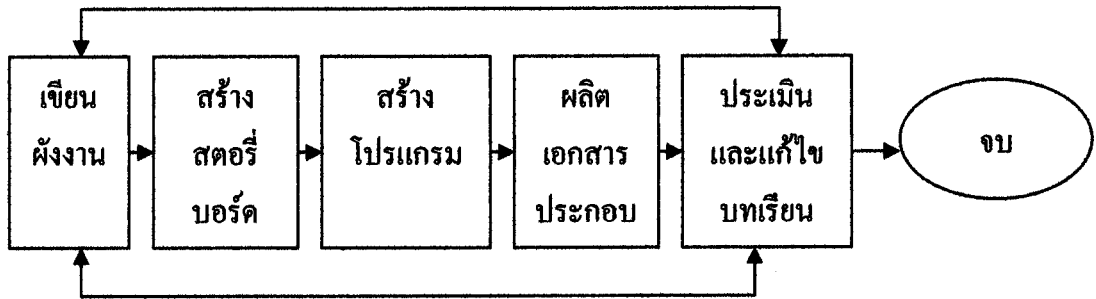 เขียน
ผังงาน
สร้าง
สตอรี่
บอร์ด
สร้าง
โปรแกรม
ผลิต
เอกสาร
ประกอบ
ประเมิน
และแก้ไข
บทเรียน
จบ